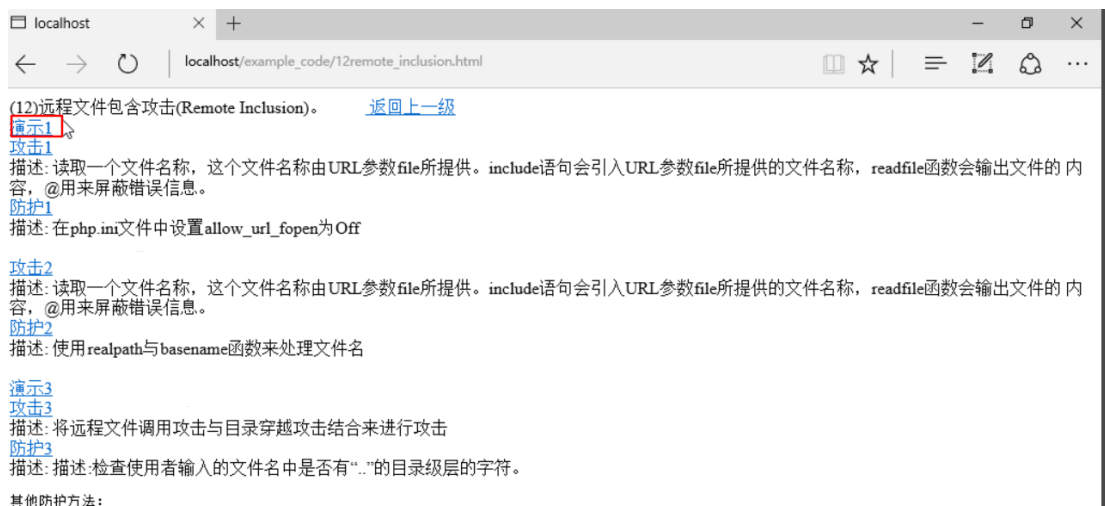 localhost
localhost/example_code/12remote_inclusion.html
(12)远程文件包含攻击(Remote Inclusion)。 返回上一级
演示1
攻击1
描述: 读取一个文件名称，这个文件名称由URL参数file所提供。include语句会引入URL参数file所提供的文件名称，readfile函数会输出文件的 内
容，@用来屏蔽错误信息。
防护1
描述: 在php.ini文件中设置allow_url_fopen为Off
攻击2
描述: 读取一个文件名称，这个文件名称由URL参数file所提供。include语句会引入URL参数file所提供的文件名称，readfile函数会输出文件的 内
容，@用来屏蔽错误信息。
防护2
描述: 使用realpath与basename函数来处理文件名
演示3
攻击3
描述: 将远程文件调用攻击与目录穿越攻击结合来进行攻击
防护3
描述: 描述:检查使用者输入的文件名中是否有“..”的目录级层的字符。
其他防护方法：